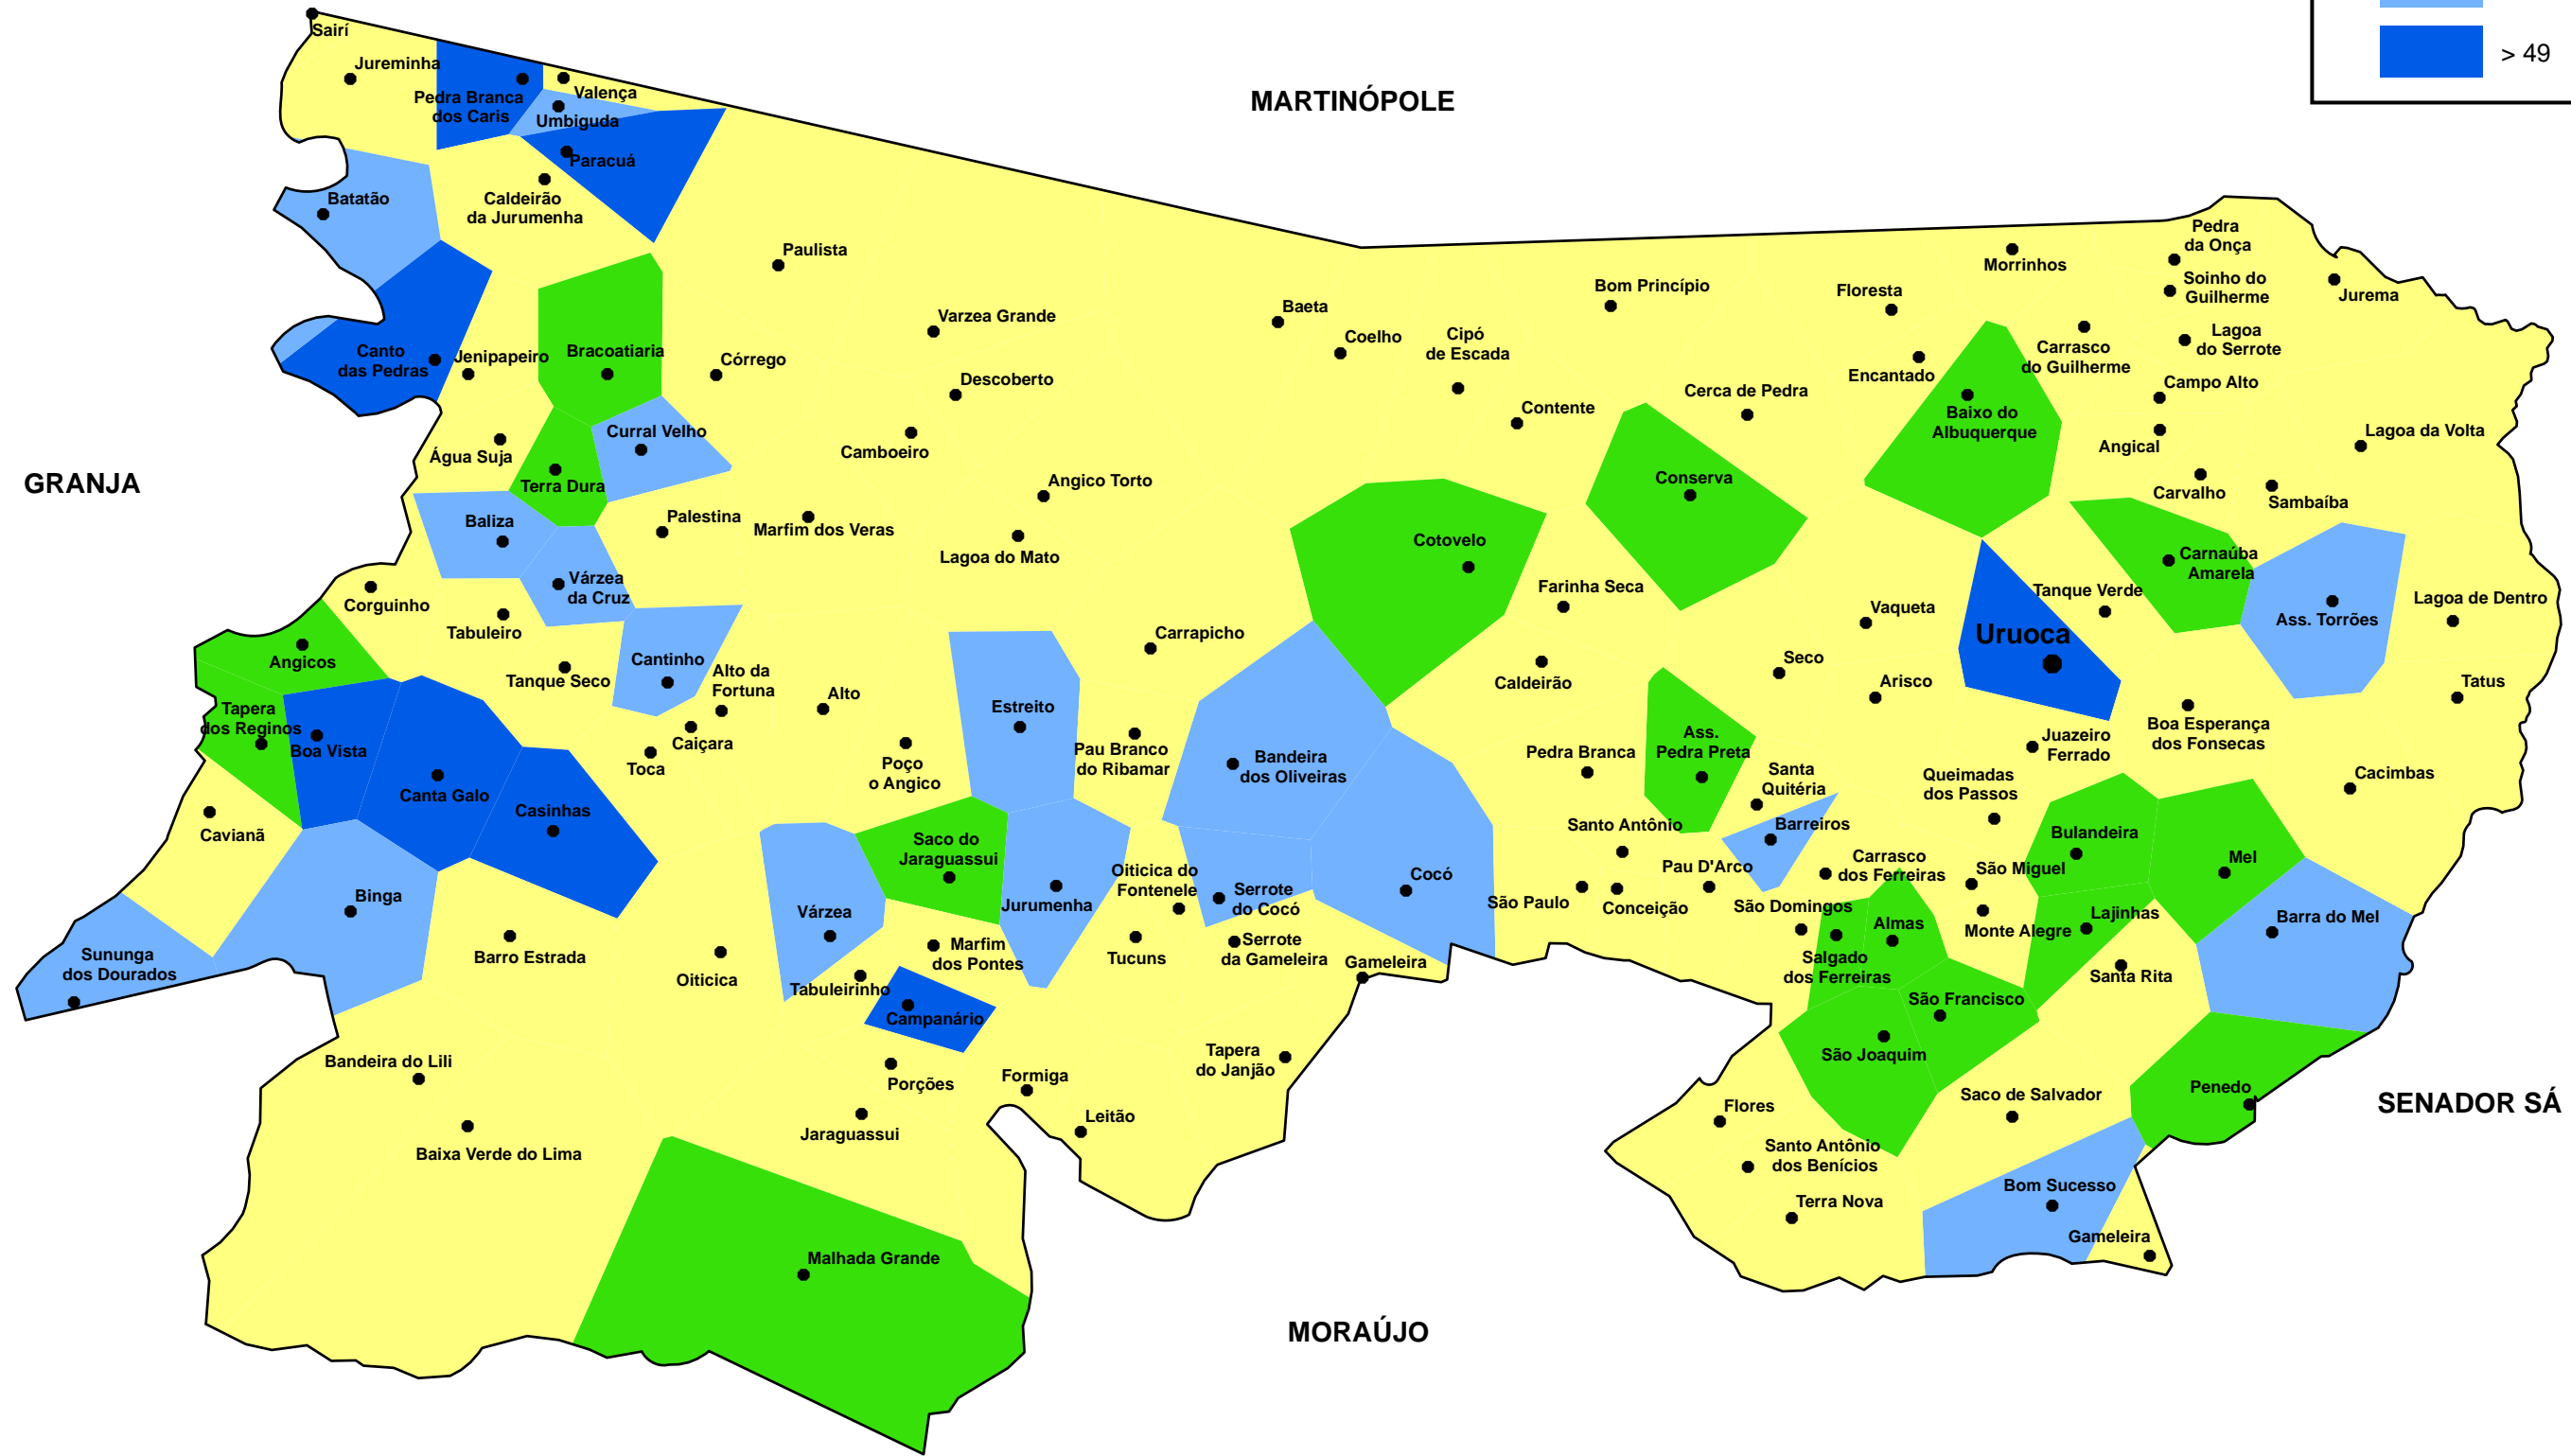 Sairí
Jureminha
Pedra Branca
dos Caris
Valença
Umbiguda
Paracuá
Batatão
Caldeirão
da Jurumenha
> 49
MARTINÓPOLE
Paulista
Varzea Grande
Baeta
Coelho
Cipó
de Escada
Bom Princípio
Floresta
Morrinhos
Pedra
da Onça
Soinho do
Guilherme
Jurema
Lagoa
do Serrote
Carrasco
do Guilherme
Encantado
Campo Alto
Canto
das Pedras
Jenipapeiro
Bracoatiaria
Córrego
Descoberto
Contente
Cerca de Pedra
Baixo do
Albuquerque
Angical
Lagoa da Volta
Água Suja
Curral Velho
Camboeiro
GRANJA
Terra Dura
Angico Torto
Conserva
Carvalho
Sambaíba
Baliza
Palestina
Marfim dos Veras
Lagoa do Mato
Cotovelo
Carnaúba
Amarela
Várzea
da Cruz
Corguinho
Tabuleiro
Farinha Seca
Vaqueta
Tanque Verde
Uruoca
Ass. Torrões
Lagoa de Dentro
Angicos
Tanque Seco
Cantinho
Alto da
Fortuna
Alto
Carrapicho
Caldeirão
Seco
Arisco
Tatus
Tapera
dos Reginos
Boa Vista
Caiçara
Toca
Estreito
Poço
o Angico
Pau Branco
do Ribamar
Bandeira
dos Oliveiras
Pedra Branca
Ass.
Pedra Preta
Santa
Quitéria
Juazeiro
Ferrado
Boa Esperança
dos Fonsecas
Queimadas
dos Passos
Cacimbas
Canta Galo
Casinhas
Cavianã
Saco do
Jaraguassui
Santo Antônio
Barreiros
Bulandeira
Mel
Binga
Várzea
Jurumenha
Oiticica do
Fontenele
Serrote
do Cocó
Cocó
Pau D'Arco
Carrasco
dos Ferreiras
São Miguel
São Paulo
Conceição
São Domingos
Almas
Monte Alegre
Lajinhas
Barra do Mel
Sununga
dos Dourados
Barro Estrada
Oiticica
Marfim
dos Pontes
Tucuns
Serrote
da Gameleira
Gameleira
Salgado
dos Ferreiras
Santa Rita
Tabuleirinho
Campanário
São Francisco
São Joaquim
Bandeira do Lili
Porções
Formiga
Tapera
do Janjão
Penedo
SENADOR SÁ
Baixa Verde do Lima
Jaraguassui
Leitão
Flores
Saco de Salvador
Santo Antônio
dos Benícios
Terra Nova
Bom Sucesso
Gameleira
Malhada Grande
MORAÚJO